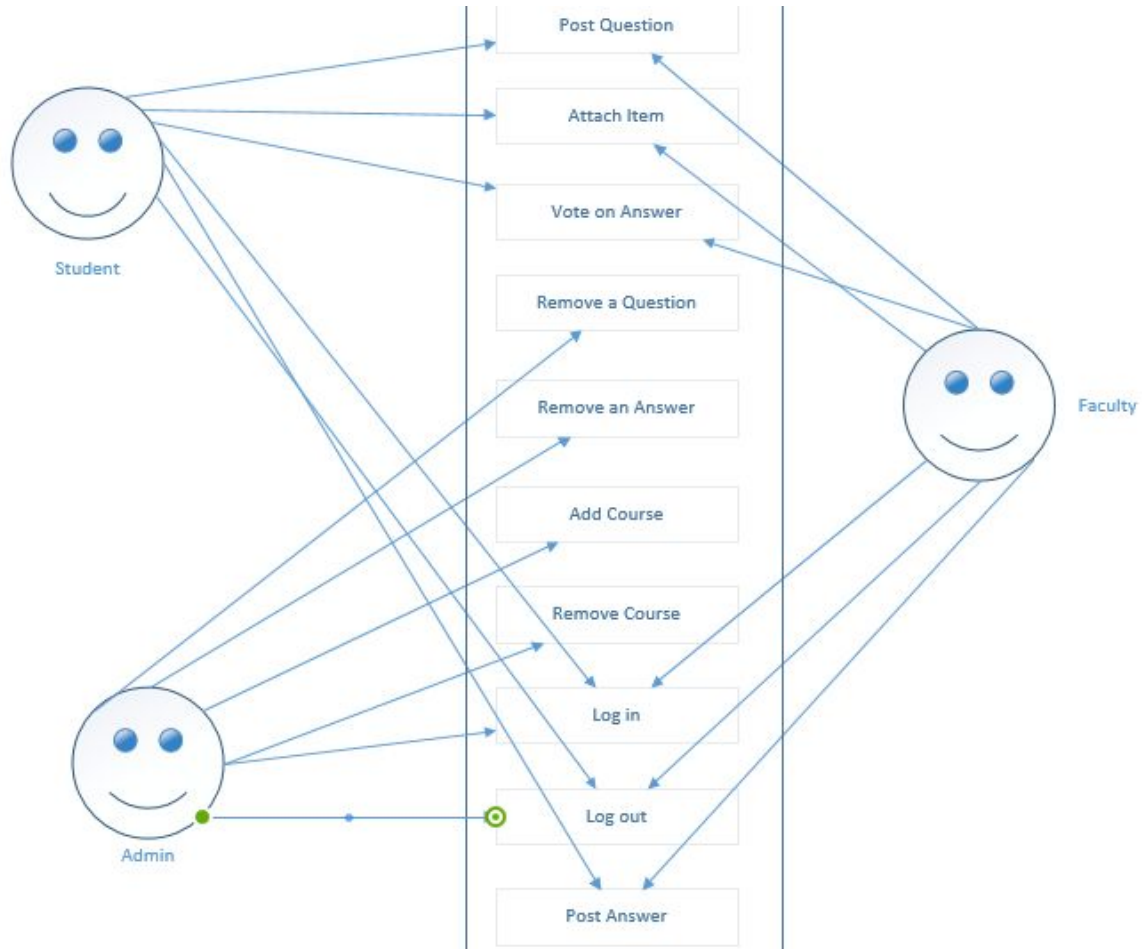 Post Question
Attach Item
Vote on Answer
Student
Remove a Question
Remove an Answer
Faculty
Add Course
Remove Course
Log in
Log out
Admin
Post Answer